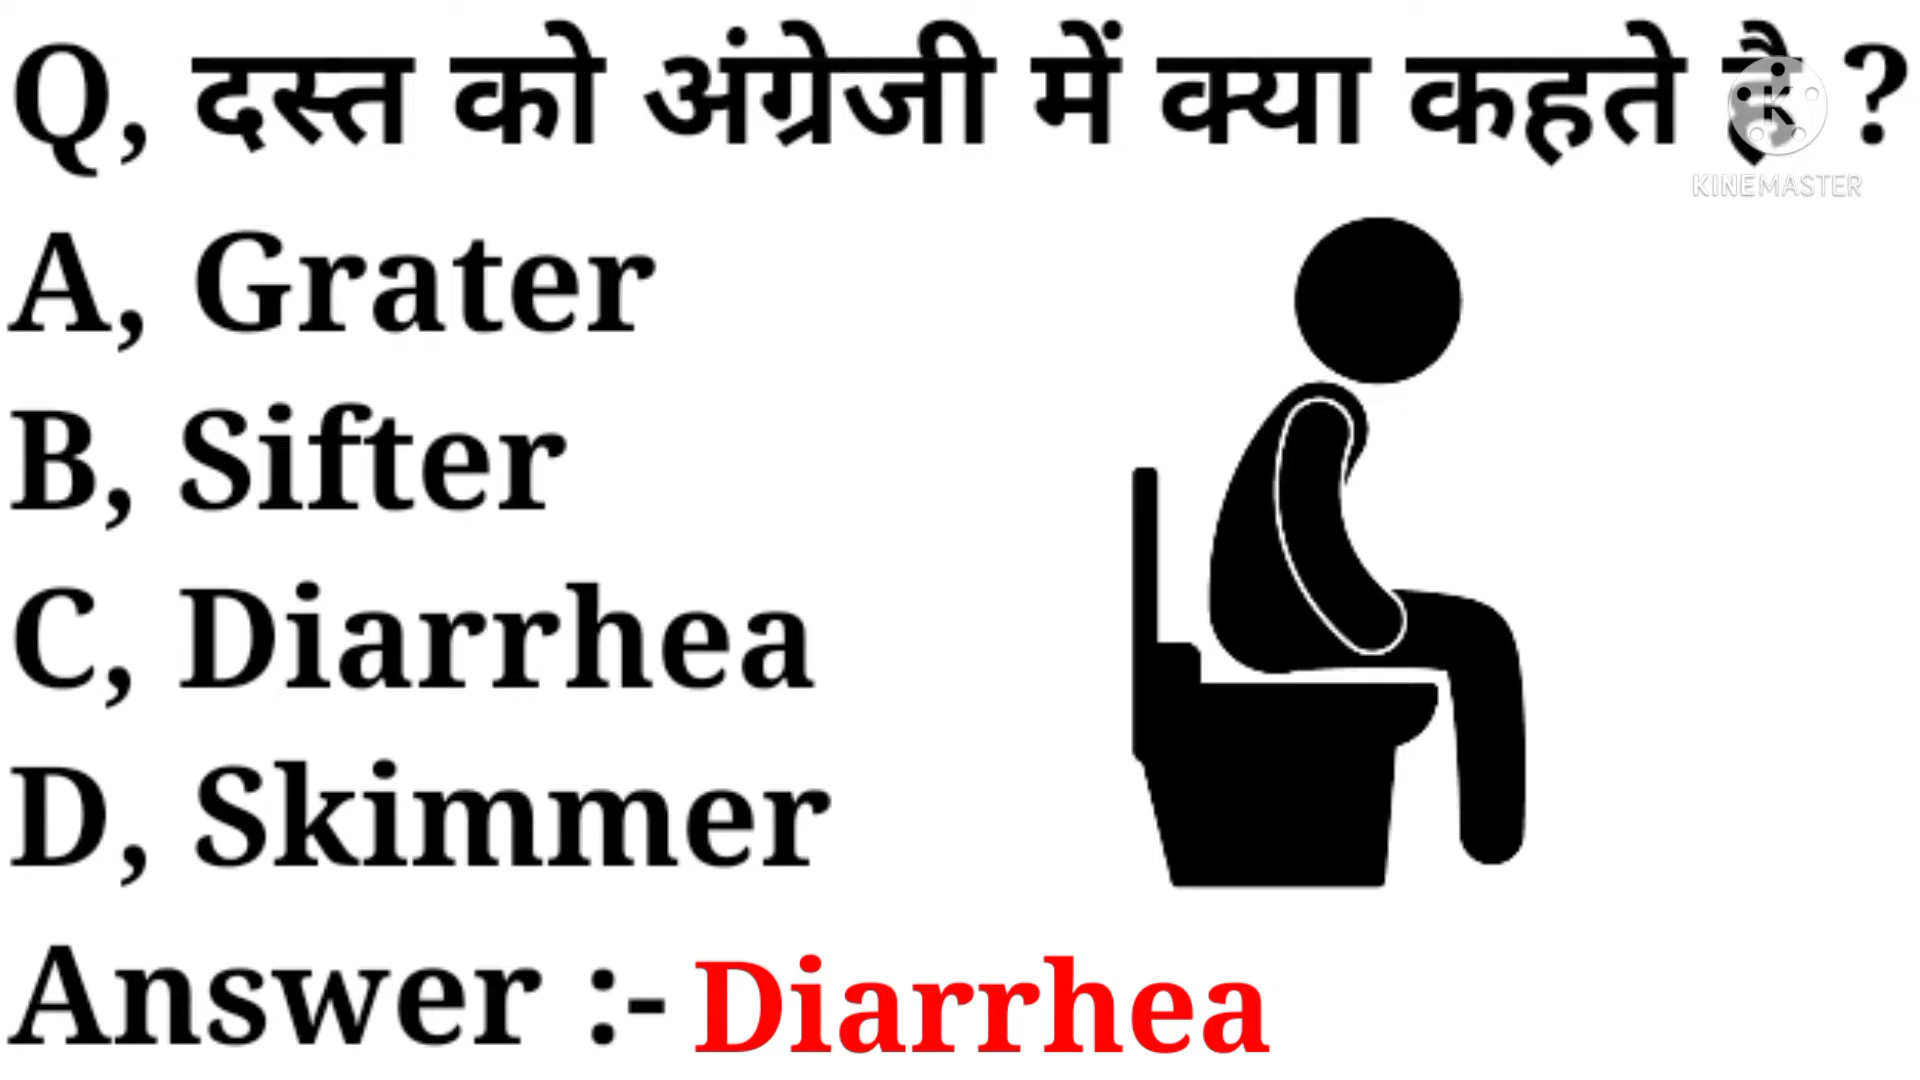 Q, दस्त को अंग्रेजी में क्या कहते है ?
KINEMASTER
A, Grater
B, Sifter
C, Diarrhea
D, Skimmer
Answer :- Diarrhea